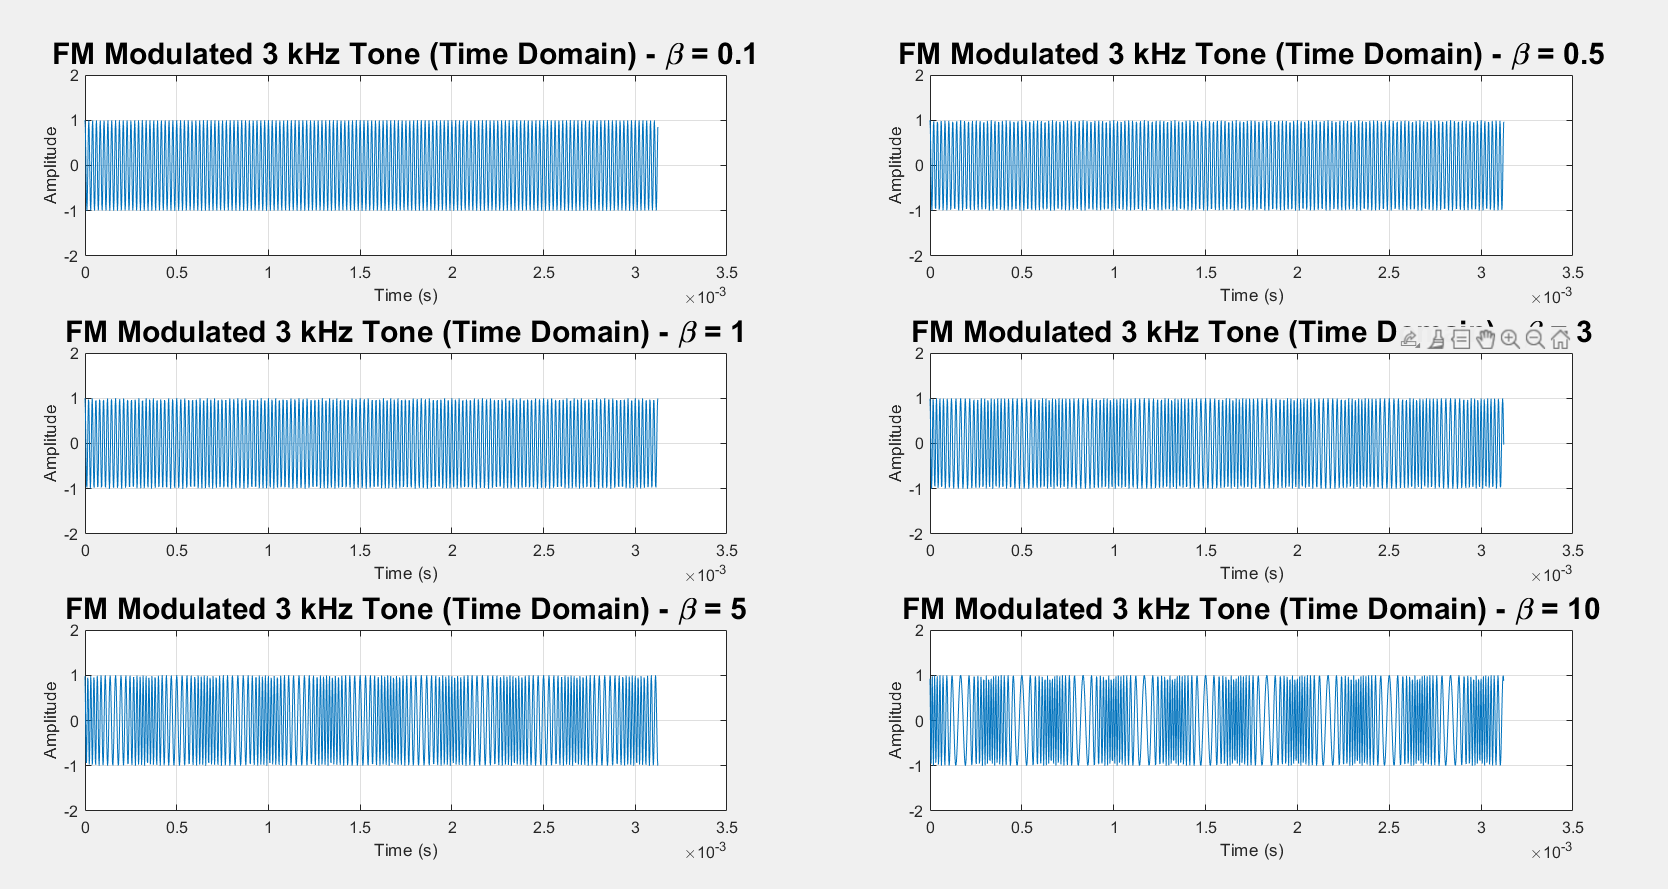 FM Modulated 3 kHz Tone (Time Domain) - β = 0.1
2
1
0
-1
-2
Amplitude
0 0.5 1 1.5 2 2.5 3 3.5
Time (s)
×10-3
FM Modulated 3 kHz Tone (Time Domain) - β = 0.5
2
1
0
-1
-2
Amplitude
0 0.5 1 1.5 2 2.5 3 3.5
Time (s)
×10-3
FM Modulated 3 kHz Tone (Time Domain) - β = 1
2
1
0
-1
-2
Amplitude
0 0.5 1 1.5 2 2.5 3 3.5
Time (s)
×10-3
FM Modulated 3 kHz Tone (Time Domain) - β = 3
2
1
0
-1
-2
Amplitude
0 0.5 1 1.5 2 2.5 3 3.5
Time (s)
×10-3
FM Modulated 3 kHz Tone (Time Domain) - β = 5
2
1
0
-1
-2
Amplitude
0 0.5 1 1.5 2 2.5 3 3.5
Time (s)
×10-3
FM Modulated 3 kHz Tone (Time Domain) - β = 10
2
1
0
-1
-2
Amplitude
0 0.5 1 1.5 2 2.5 3 3.5
Time (s)
×10-3